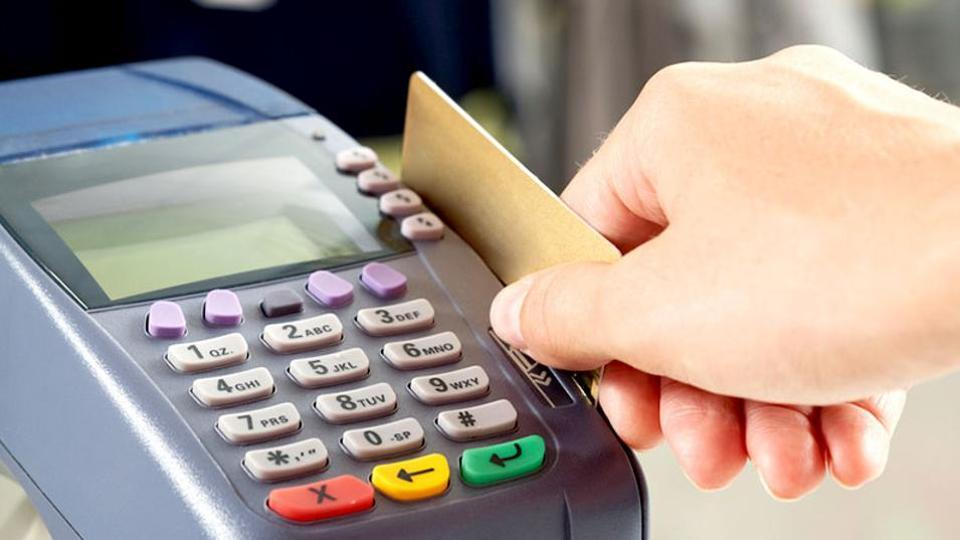 1 QZ.
2 ABC
3 DEF
4 GHI
5 JKL
6 MNO
7 PRS
8 TUV
9 WXY
*,'"
0 -SP
#
X